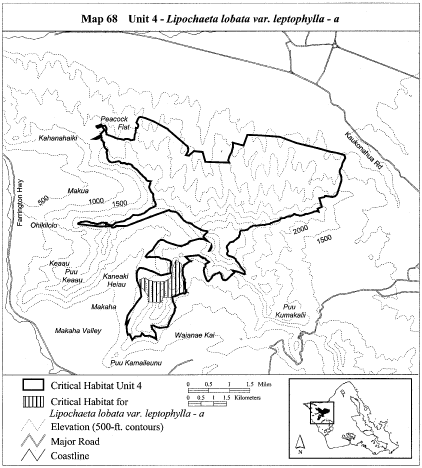 Map 68 Unit 4 - Lipochaeta lobata var. leptophylla - a
Peacock
Flat
Kahanahaiki
Kaukonahua Rd
Makua
Farrington Hwy
500
1000
1500
Ohikilolo
2000
1500
Keaau
Puu
Keaau
Kaneaki
Heiau
Makaha
Puu
Kumakalii
Makaha Valley
Waianae Kai
Puu Kamaileunu
Critical Habitat Unit 4
Critical Habitat for
Lipochaeta lobata var. leptophylla - a
Elevation (500-ft. contours)
Major Road
Coastline
0 0.5 1 1.5 Miles
0 0.5 1 1.5 Kilometers
N